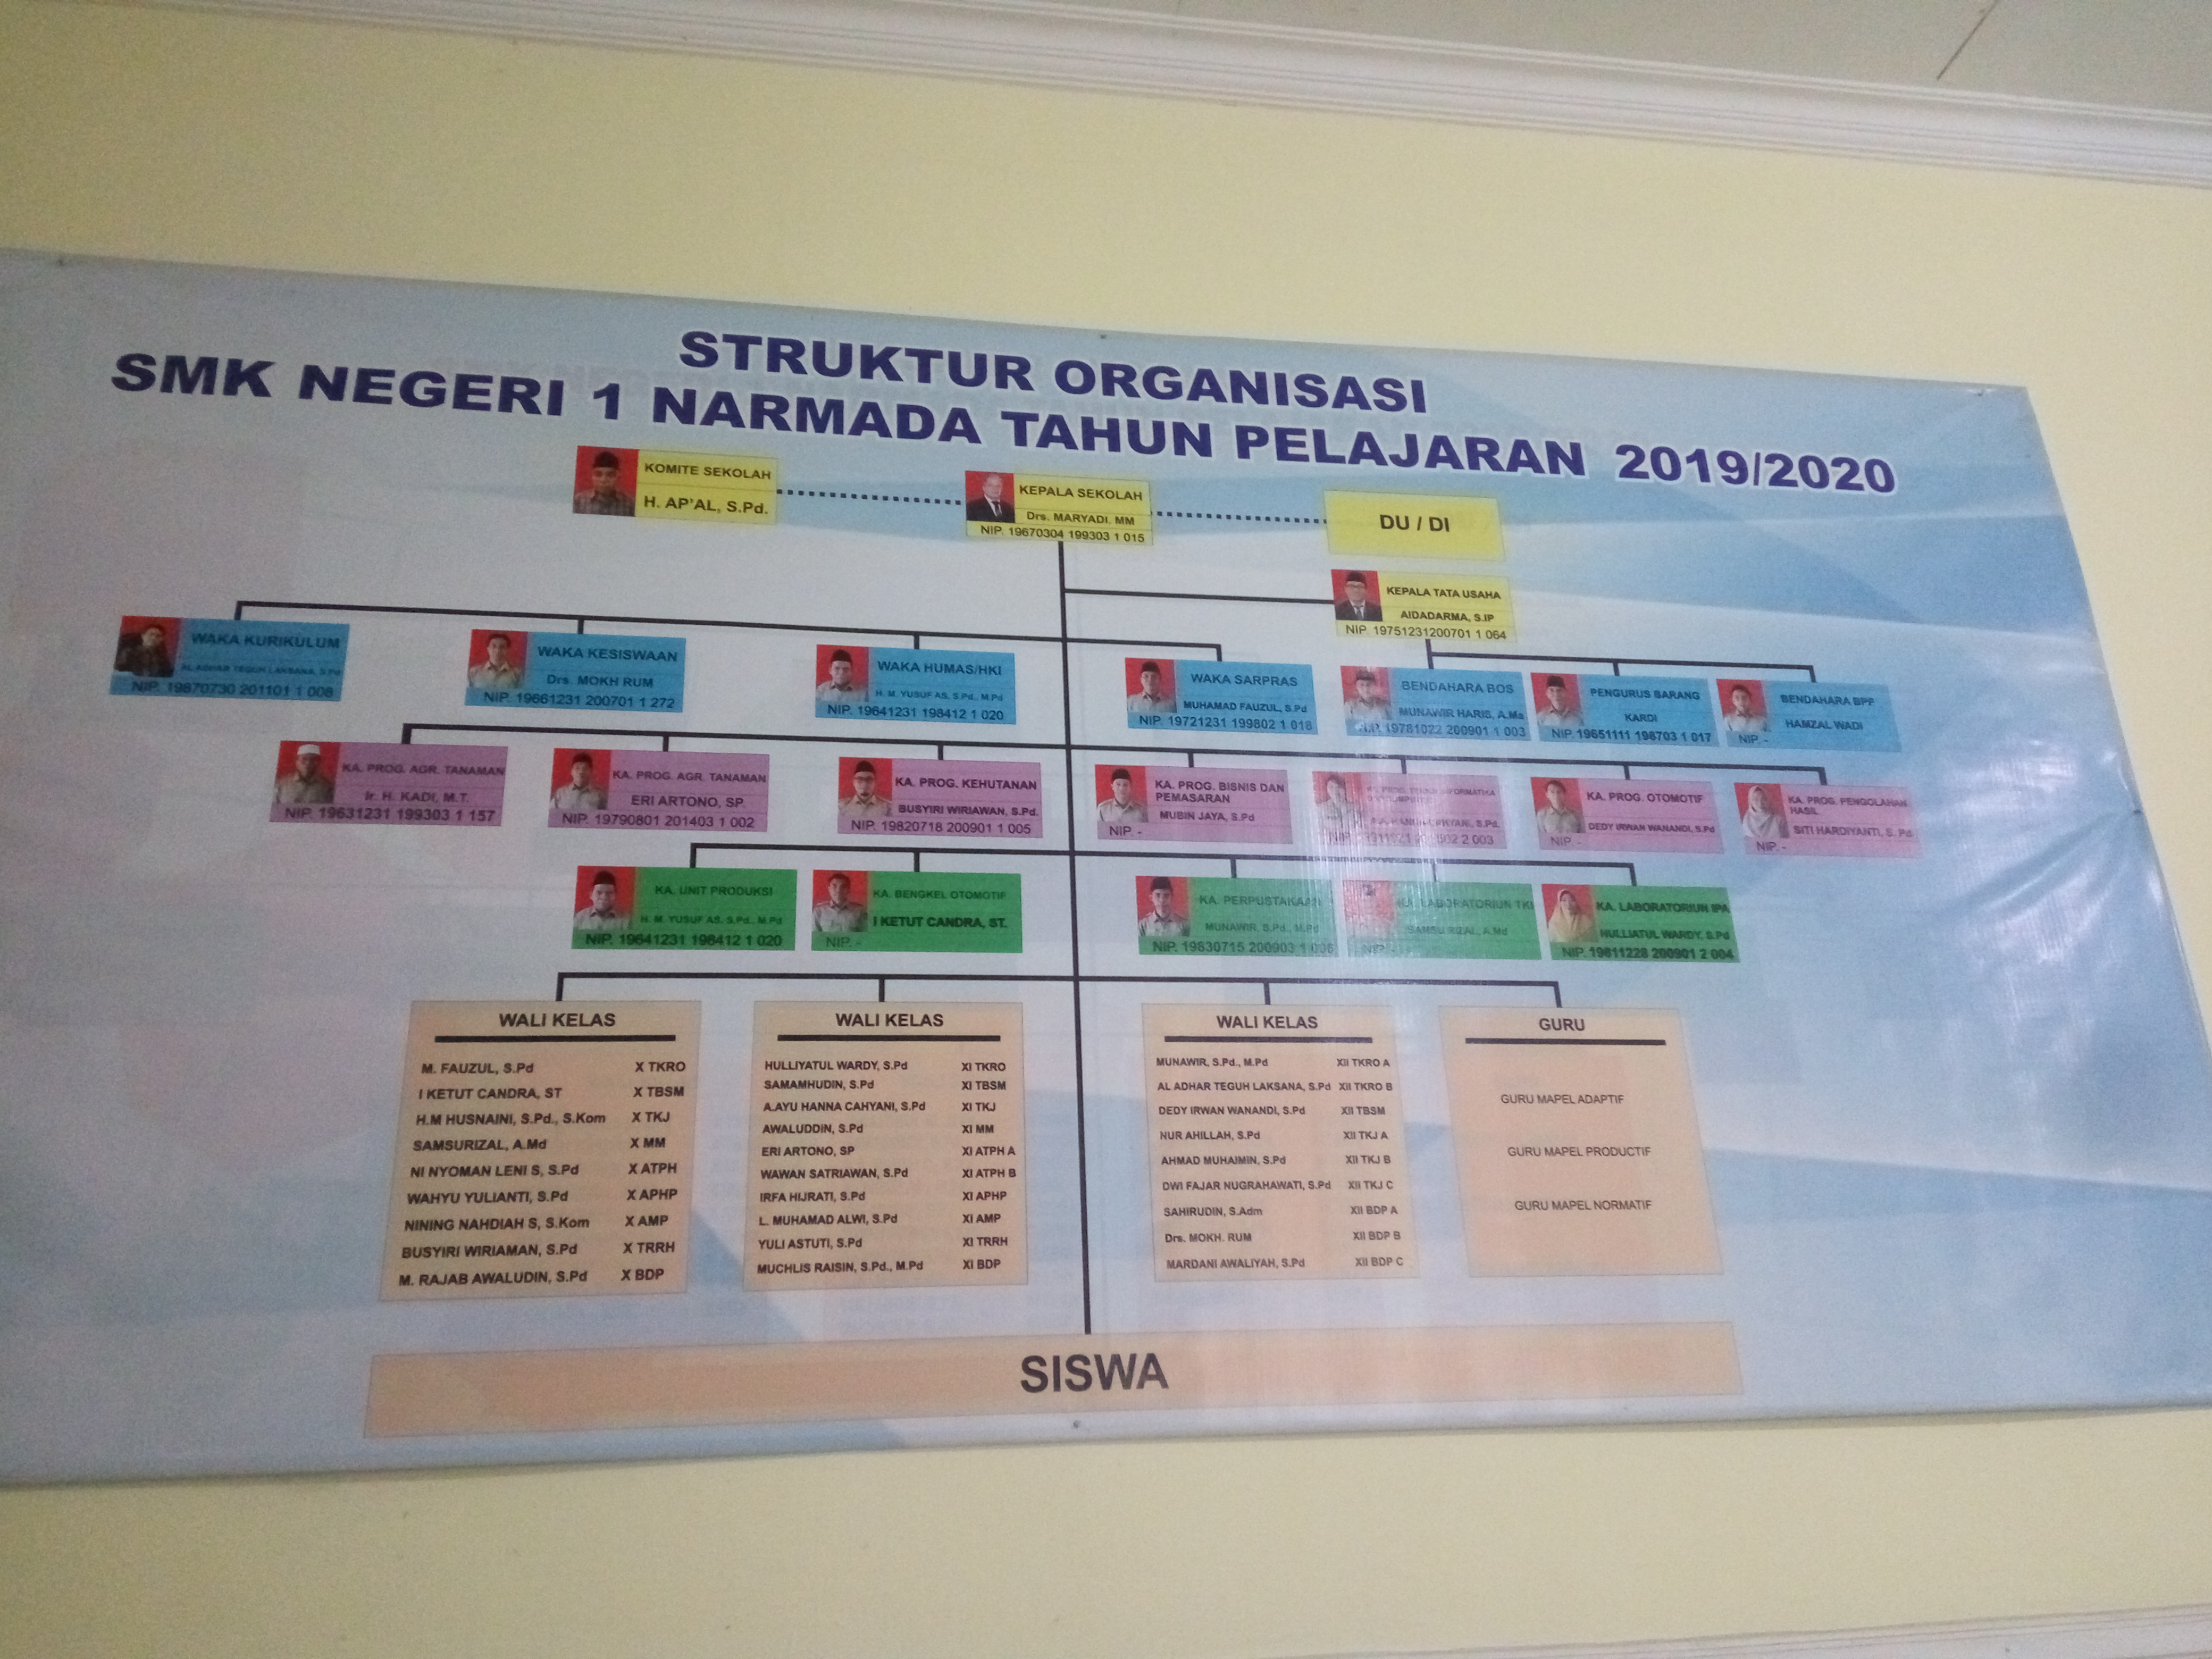 STRUKTUR ORGANISASI
SMK NEGERI 1 NARMADA TAHUN PELAJARAN 2019/2020
KOMITE SEKOLAH
H. AP'AL, S.Pd.
KEPALA SEKOLAH
Drs. MARYADI. MM
NIP. 19670304 199303 1 015
DU / DI
KEPALA TATA USAHA
AIDADARMA, S.IP
NIP. 19751231200701 1 064
WAKA KURIKULUM
AL ADHAR TEGUH LAKSANA, S.Pd
NIP. 19870730 201101 1 008
WAKA KESISWAAN
Drs. MOKH RUM
NIP. 19661231 200701 1 272
WAKA HUMAS/HKI
H. M. YUSUF AS, S.Pd., M.Pd
NIP. 19641231 198412 1 020
WAKA SARPRAS
MUHAMAD FAUZUL, S.Pd
NIP. 19721231 199802 1 018
BENDAHARA BOS
MUNAWIR HARIS, A.Ma
NIP. 19781022 200901 1 003
PENGURUS BARANG
KARDI
NIP. 19651111 198703 1 017
BENDAHARA BPP
HAMZAL WADI
NIP. -
KA. PROG. AGR. TANAMAN
Ir. H. KADI, M.T.
NIP. 19631231 199303 1 157
KA. PROG. AGR. TANAMAN
ERI ARTONO, SP.
NIP. 19790801 201403 1 002
KA. PROG. KEHUTANAN
BUSYIRI WIRIAWAN, S.Pd.
NIP. 19820718 200901 1 005
KA. PROG. BISNIS DAN
PEMASARAN
MUBIN JAYA, S.Pd
NIP. -
2 003
KA. PROG. OTOMOTIF
DEDY IRWAN WANANDI, S.Pd
NIP. -
KA. PROG. PENGOLAHAN
HASIL
SITI HARDIYANTI, S. Pd
NIP. -
KA. UNIT PRODUKSI
H. M. YUSUF AS, S.Pd., M.Pd
NIP. 19641231 198412 1 020
KA. BENGKEL OTOMOTIF
I KETUT CANDRA, ST.
NIP. -
KA. PERPUSTAKAAN
MUNAWIR, S.Pd., M.Pd
NIP. 19830715 200903 1
LABORATORIUN TKJ
SAMSU RIZAL, A.Md
NIP. -
KA. LABORATORIUN IPA
HULLIATUL WARDY, S.Pd
NIP. 19811228 200901 2 004
WALI KELAS
M. FAUZUL, S.Pd X TKRO
I KETUT CANDRA, ST X TBSM
H.M HUSNAINI, S.Pd., S.Kom X TKJ
SAMSURIZAL, A.Md X MM
NI NYOMAN LENI S, S.Pd X ATPH
WAHYU YULIANTI, S.Pd X APHP
NINING NAHDIAH S, S.Kom X AMP
BUSYIRI WIRIAMAN, S.Pd X TRRH
M. RAJAB AWALUDIN, S.Pd X BDP
WALI KELAS
HULLIYATUL WARDY, S.Pd XI TKRO
SAMAMHUDIN, S.Pd XI TBSM
A.AYU HANNA CAHYANI, S.Pd XI TKJ
AWALUDDIN, S.Pd XI MM
ERI ARTONO, SP XI ATPH A
WAWAN SATRIAWAN, S.Pd XI ATPH B
IRFA HIJRATI, S.Pd XI APHP
L. MUHAMAD ALWI, S.Pd XI AMP
YULI ASTUTI, S.Pd XI TRRH
MUCHLIS RAISIN, S.Pd., M.Pd XI BDP
WALI KELAS
MUNAWIR, S.Pd., M.Pd XII TKRO A
AL ADHAR TEGUH LAKSANA, S.Pd XII TKRO B
DEDY IRWAN WANANDI, S.Pd XII TBSM
NUR AHILLAH, S.Pd XII TKJ A
AHMAD MUHAIMIN, S.Pd XII TKJ B
DWI FAJAR NUGRAHAWATI, S.Pd XII TKJ C
SAHIRUDIN, S.Adm XII BDP A
Drs. MOKH. RUM XII BDP B
MARDANI AWALIYAH, S.Pd XII BDP C
GURU
GURU MAPEL ADAPTIF
GURU MAPEL PRODUCTIF
GURU MAPEL NORMATIF
SISWA